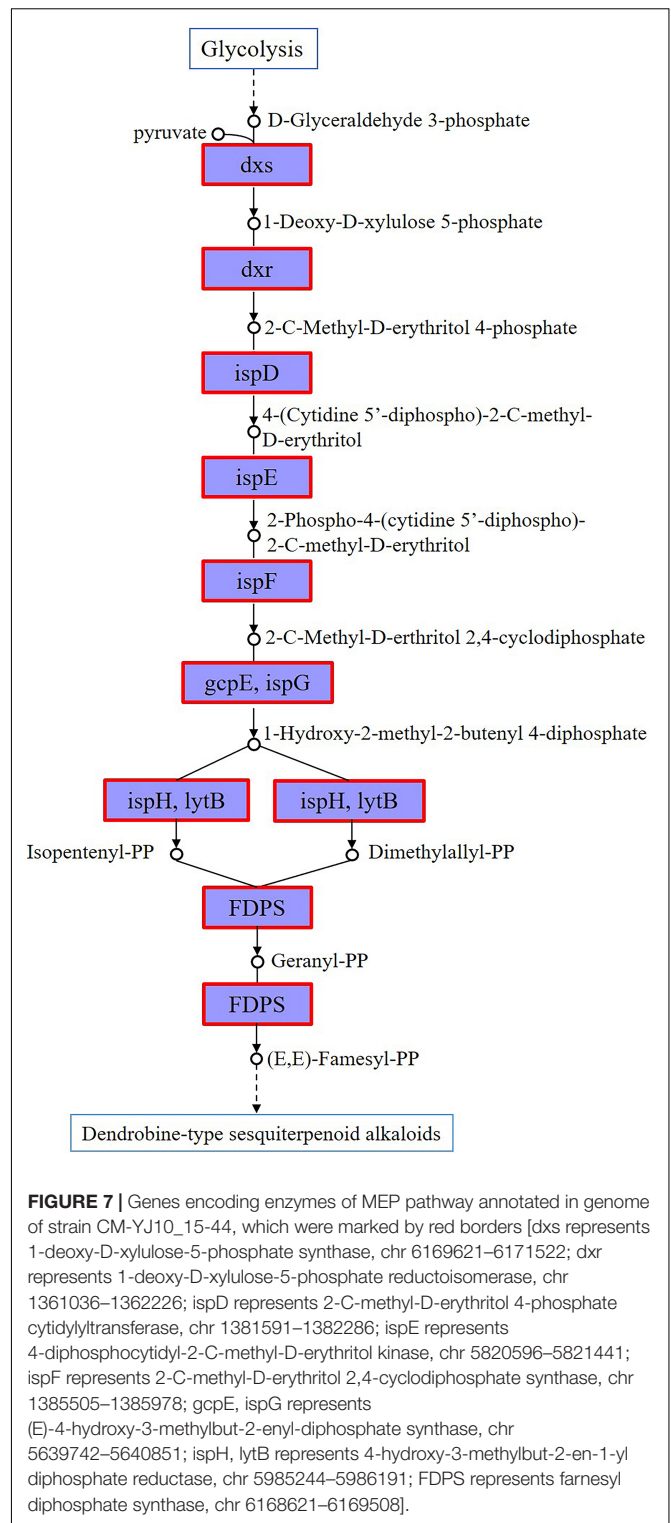 Glycolysis
D-Glyceraldehyde 3-phosphate
pyruvate
dxs
1-Deoxy-D-xylulose 5-phosphate
dxr
2-C-Methyl-D-erythritol 4-phosphate
ispD
4-(Cytidine 5'-diphospho)-2-C-methyl-
D-erythritol
ispE
2-Phospho-4-(cytidine 5'-diphospho)-
2-C-methyl-D-erythritol
ispF
2-C-Methyl-D-erthritol 2,4-cyclodiphosphate
gcpE, ispG
1-Hydroxy-2-methyl-2-butenyl 4-diphosphate
ispH, lytB
ispH, lytB
Isopentenyl-PP
Dimethylallyl-PP
FDPS
Geranyl-PP
FDPS
(E,E)-Famesyl-PP
Dendrobine-type sesquiterpenoid alkaloids
FIGURE 7 | Genes encoding enzymes of MEP pathway annotated in genome
of strain CM-YJ10_15-44, which were marked by red borders [dxs represents
1-deoxy-D-xylulose-5-phosphate synthase, chr 6169621–6171522; dxr
represents 1-deoxy-D-xylulose-5-phosphate reductoisomerase, chr
1361036–1362226; ispD represents 2-C-methyl-D-erythritol 4-phosphate
cytidylyltransferase, chr 1381591–1382286; ispE represents
4-diphosphocytidyl-2-C-methyl-D-erythritol kinase, chr 5820596–5821441;
ispF represents 2-C-methyl-D-erythritol 2,4-cyclodiphosphate synthase, chr
1385505–1385978; gcpE, ispG represents
(E)-4-hydroxy-3-methylbut-2-enyl-diphosphate synthase, chr
5639742–5640851; ispH, lytB represents 4-hydroxy-3-methylbut-2-en-1-yl
diphosphate reductase, chr 5985244–5986191; FDPS represents farnesyl
diphosphate synthase, chr 6168621–6169508].